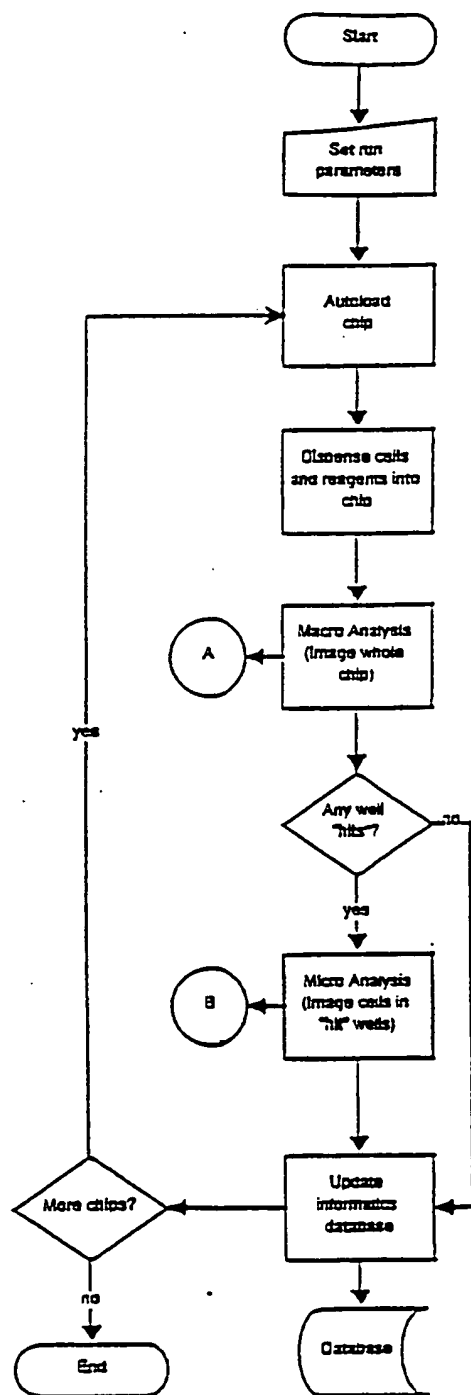 Start
Set run
parameters
Autoload
chip
Dispense cells
and reagents into
chip
A
Macro Analysis
(Image whole
chip)
yes
Any well
"hits"?
no
yes
B
Micro Analysis
(Image cells in
"hit" wells)
More chips?
Update
informatics
database
no
End
Database